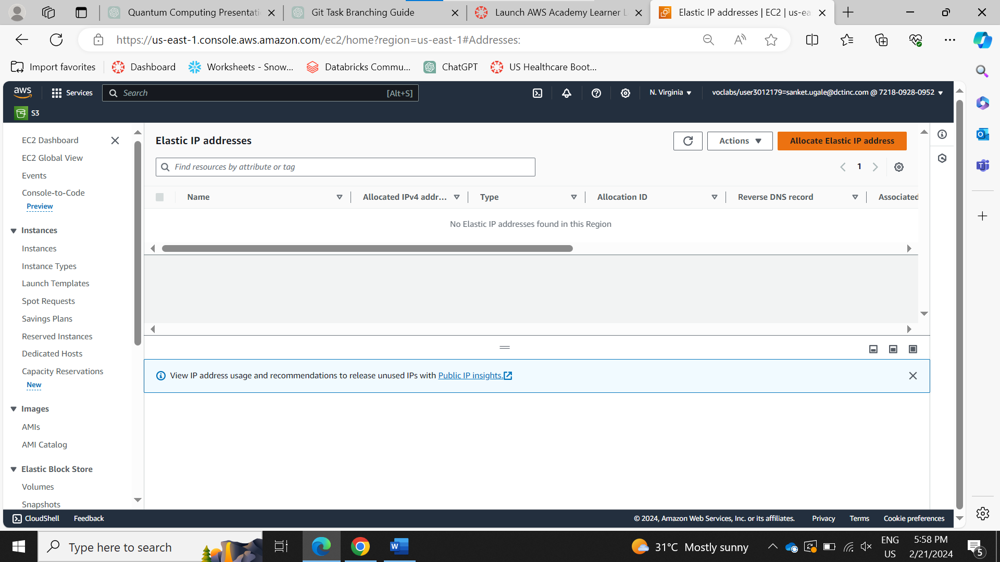 Quantum Computing Presentati
Git Task Branching Guide
Launch AWS Academy Learner L
Elastic IP addresses | EC2 | us-ea
https://us-east-1.console.aws.amazon.com/ec2/home?region=us-east-1#Addresses:
Import favorites
Dashboard
Worksheets - Snow...
Databricks Commu...
ChatGPT
US Healthcare Boot...
aws
Services
Search
[Alt+S]
N. Virginia
voclabs/user3012179=sanket.ugale@dctinc.com @ 7218-0928-0952
S3
EC2 Dashboard
EC2 Global View
Events
Console-to-Code
Preview
Instances
Instances
Instance Types
Launch Templates
Spot Requests
Savings Plans
Reserved Instances
Dedicated Hosts
Capacity Reservations
New
Images
AMIs
AMI Catalog
Elastic Block Store
Volumes
Snapshots
Elastic IP addresses
Actions
Allocate Elastic IP address
Find resources by attribute or tag
1
Name
Allocated IPv4 addr...
Type
Allocation ID
Reverse DNS record
Associated
No Elastic IP addresses found in this Region
View IP address usage and recommendations to release unused IPs with Public IP insights.
CloudShell
Feedback
© 2024, Amazon Web Services, Inc. or its affiliates.
Privacy
Terms
Cookie preferences
Type here to search
31°C Mostly sunny
ENG
US
5:58 PM
2/21/2024
5